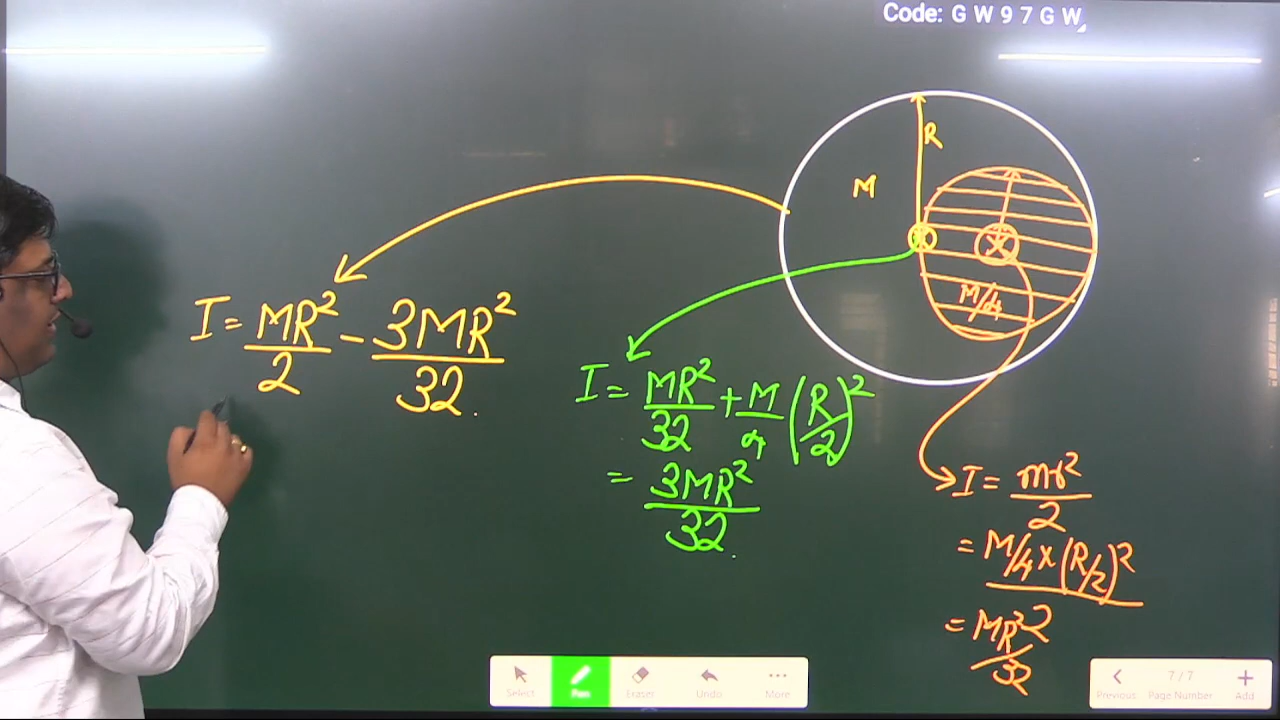 Code: G W 9 7 G W
R
M
M/4
I = MR²/2 - 3MR²/32.
I = MR²/32 + M/4 (R/2)²
= 3MR²/32.
I = mr²/2
= M/4 x (R/2)²/2
= MR²/32
Select Pen Eraser Undo More
Previous 7/7 Page Number Add